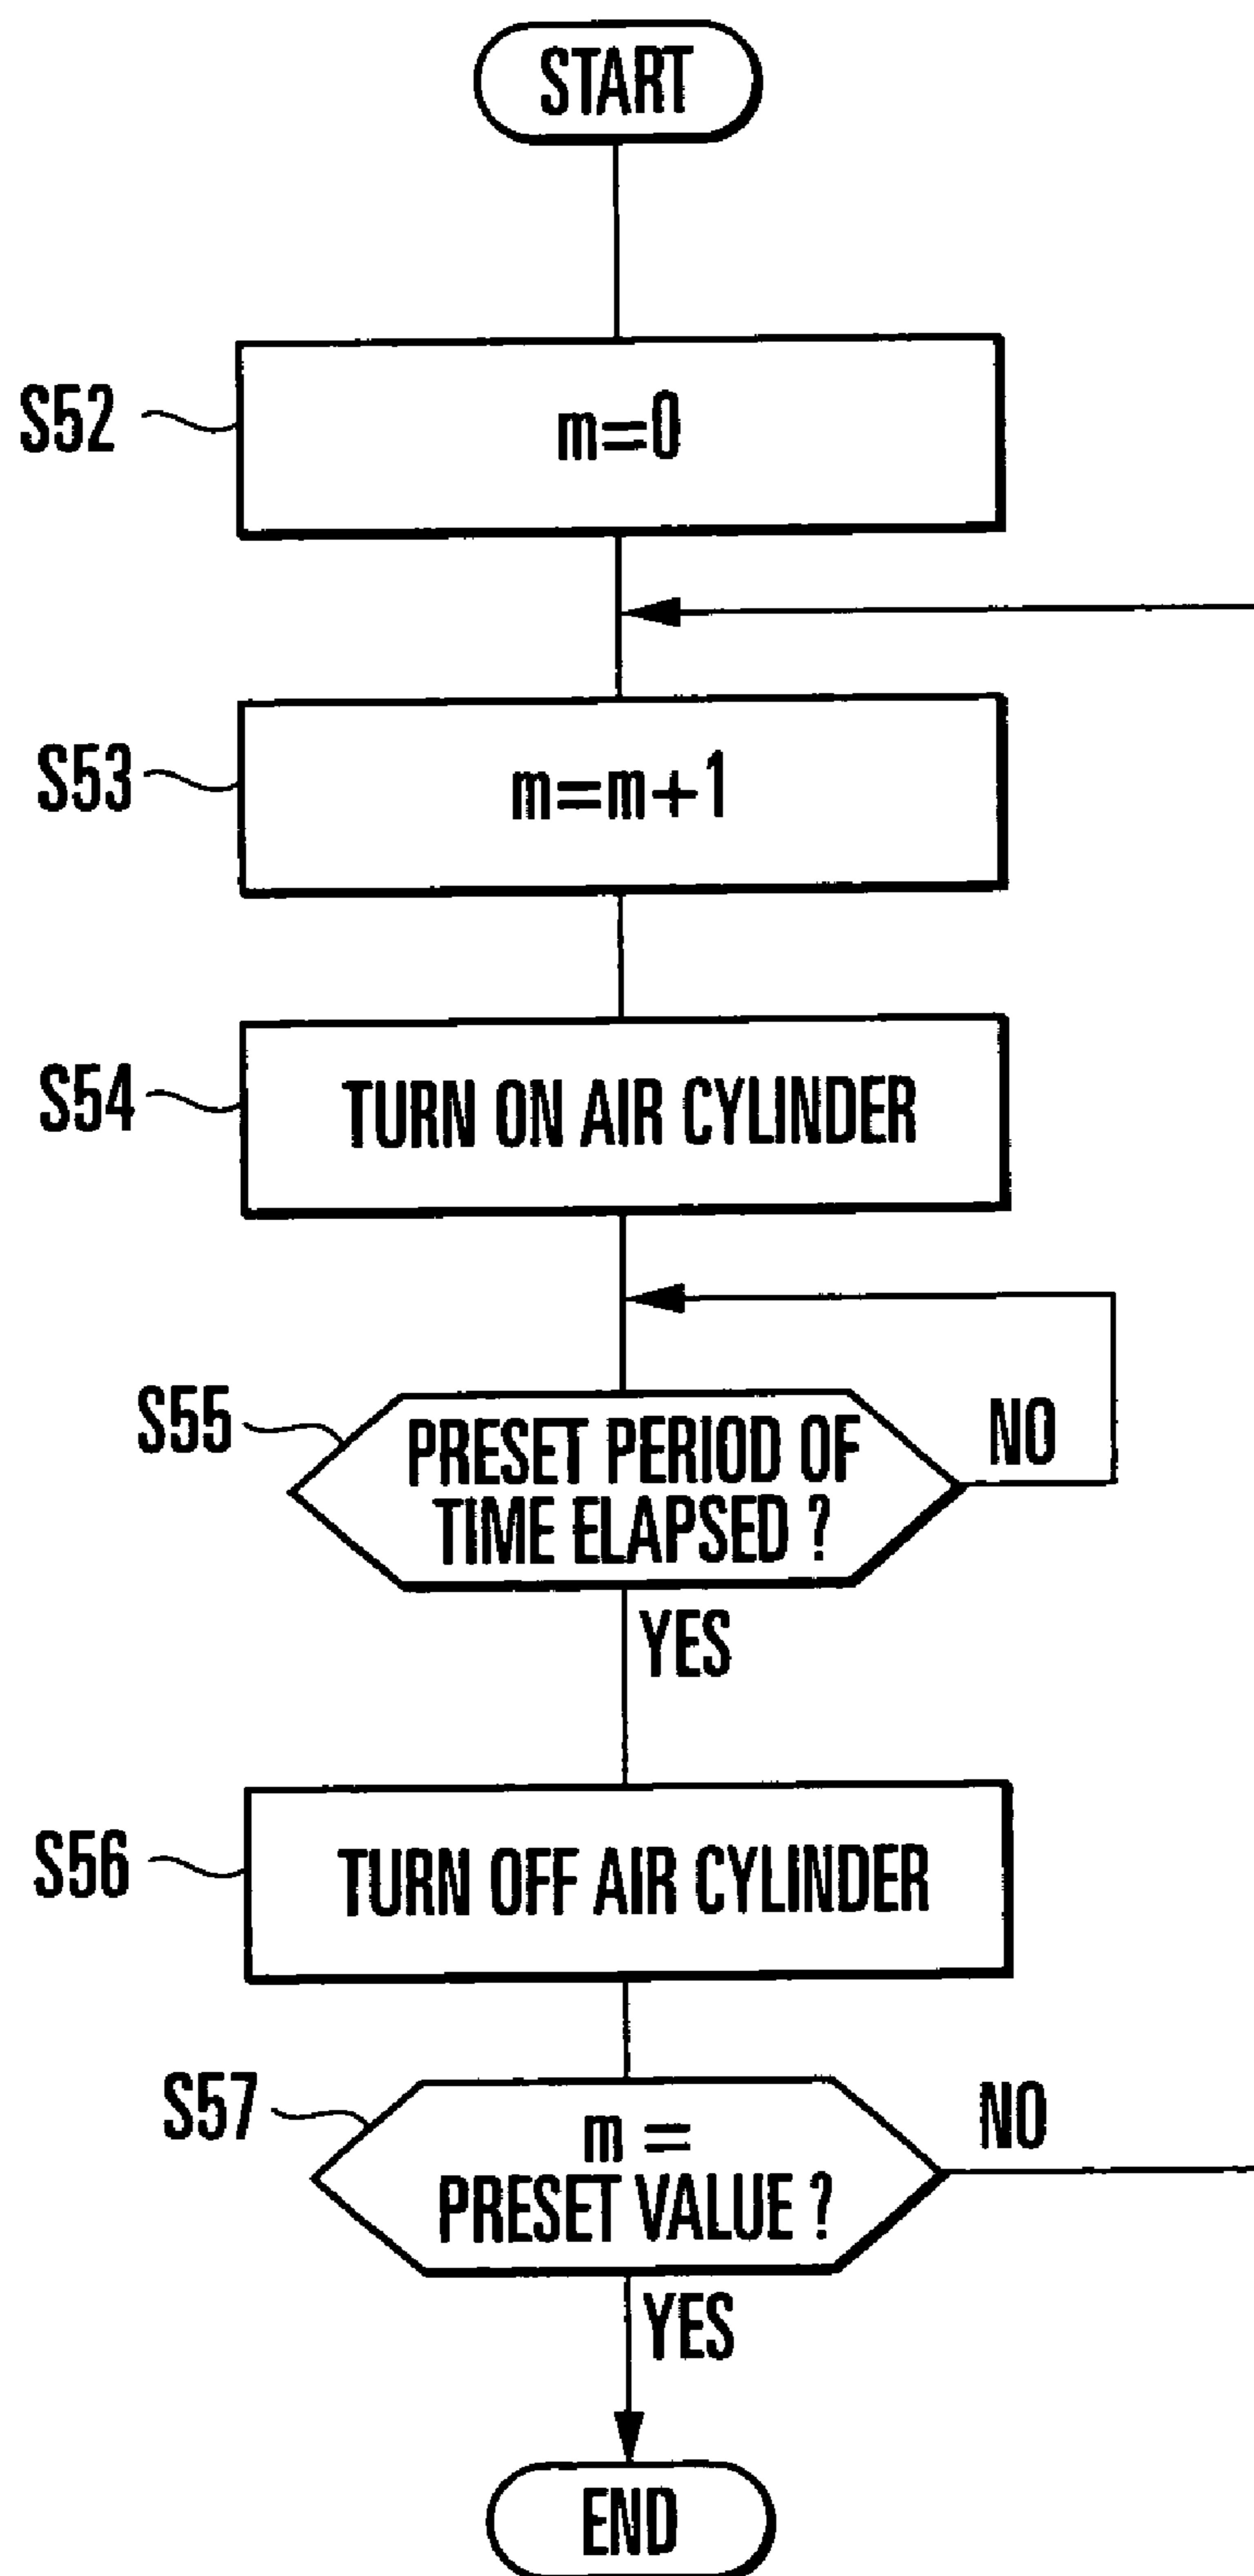 START
S52
m=0
S53
m=m+1
S54
TURN ON AIR CYLINDER
S55
PRESET PERIOD OF
TIME ELAPSED ?
NO
YES
S56
TURN OFF AIR CYLINDER
S57
m =
PRESET VALUE ?
NO
YES
END